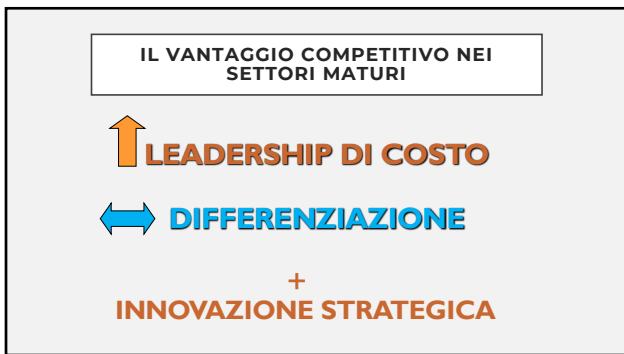 IL VANTAGGIO COMPETITIVO NEI
SETTORI MATURI
LEADERSHIP DI COSTO
DIFFERENZIAZIONE
+
INNOVAZIONE STRATEGICA